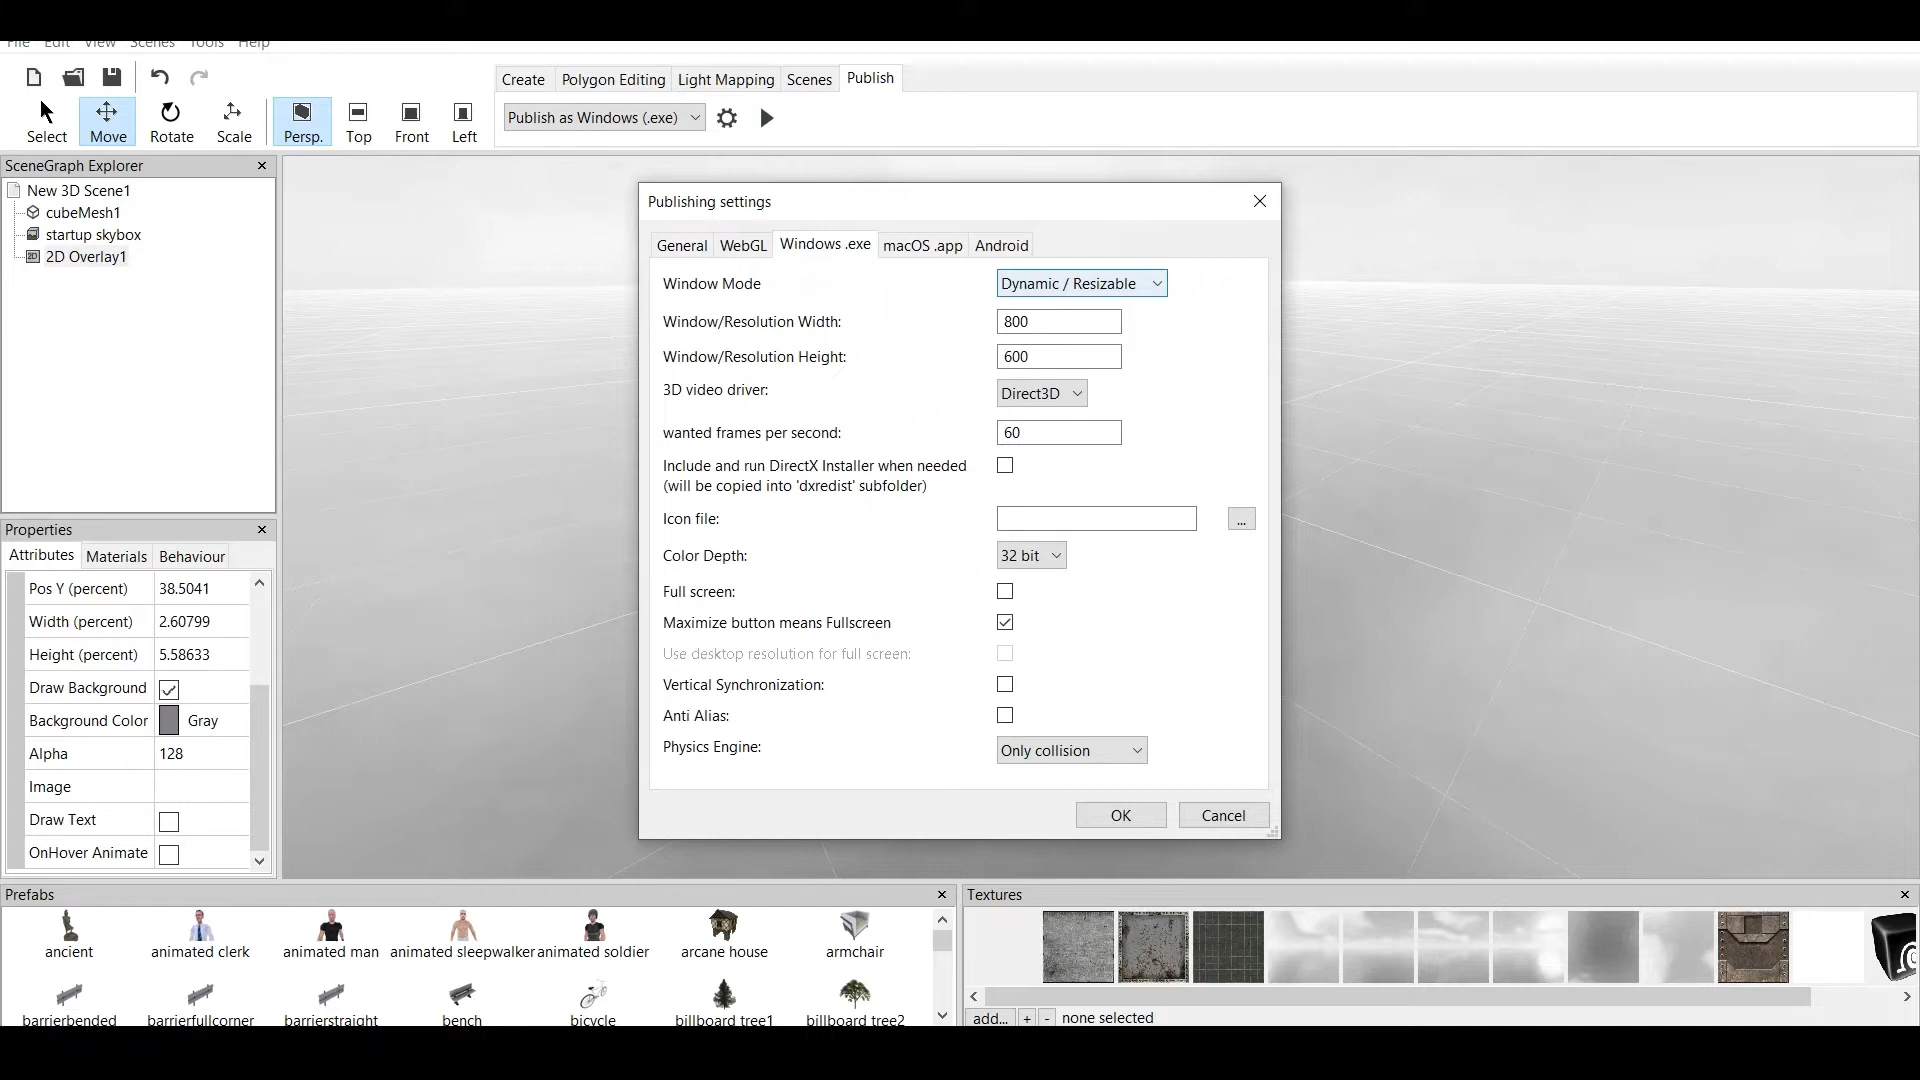 File Edit View Scenes Tools Help
Create Polygon Editing Light Mapping Scenes Publish
Select Move Rotate Scale Persp. Top Front Left
Publish as Windows (.exe)
SceneGraph Explorer
New 3D Scene1
cubeMesh1
startup skybox
2D 2D Overlay1
Properties
Attributes Materials Behaviour
Pos Y (percent) 38.5041
Width (percent) 2.60799
Height (percent) 5.58633
Draw Background
Background Color Gray
Alpha 128
Image
Draw Text
OnHover Animate
Publishing settings
General WebGL Windows .exe macOS .app Android
Window Mode Dynamic / Resizable
Window/Resolution Width: 800
Window/Resolution Height: 600
3D video driver: Direct3D
wanted frames per second: 60
Include and run DirectX Installer when needed
(will be copied into 'dxredist' subfolder)
Icon file: ...
Color Depth: 32 bit
Full screen:
Maximize button means Fullscreen
Use desktop resolution for full screen:
Vertical Synchronization:
Anti Alias:
Physics Engine: Only collision
OK Cancel
Prefabs
ancient animated clerk animated man animated sleepwalker animated soldier arcane house armchair
barrierbended barrierfullcorner barrierstraight bench bicycle billboard tree1 billboard tree2
Textures
add... + - none selected